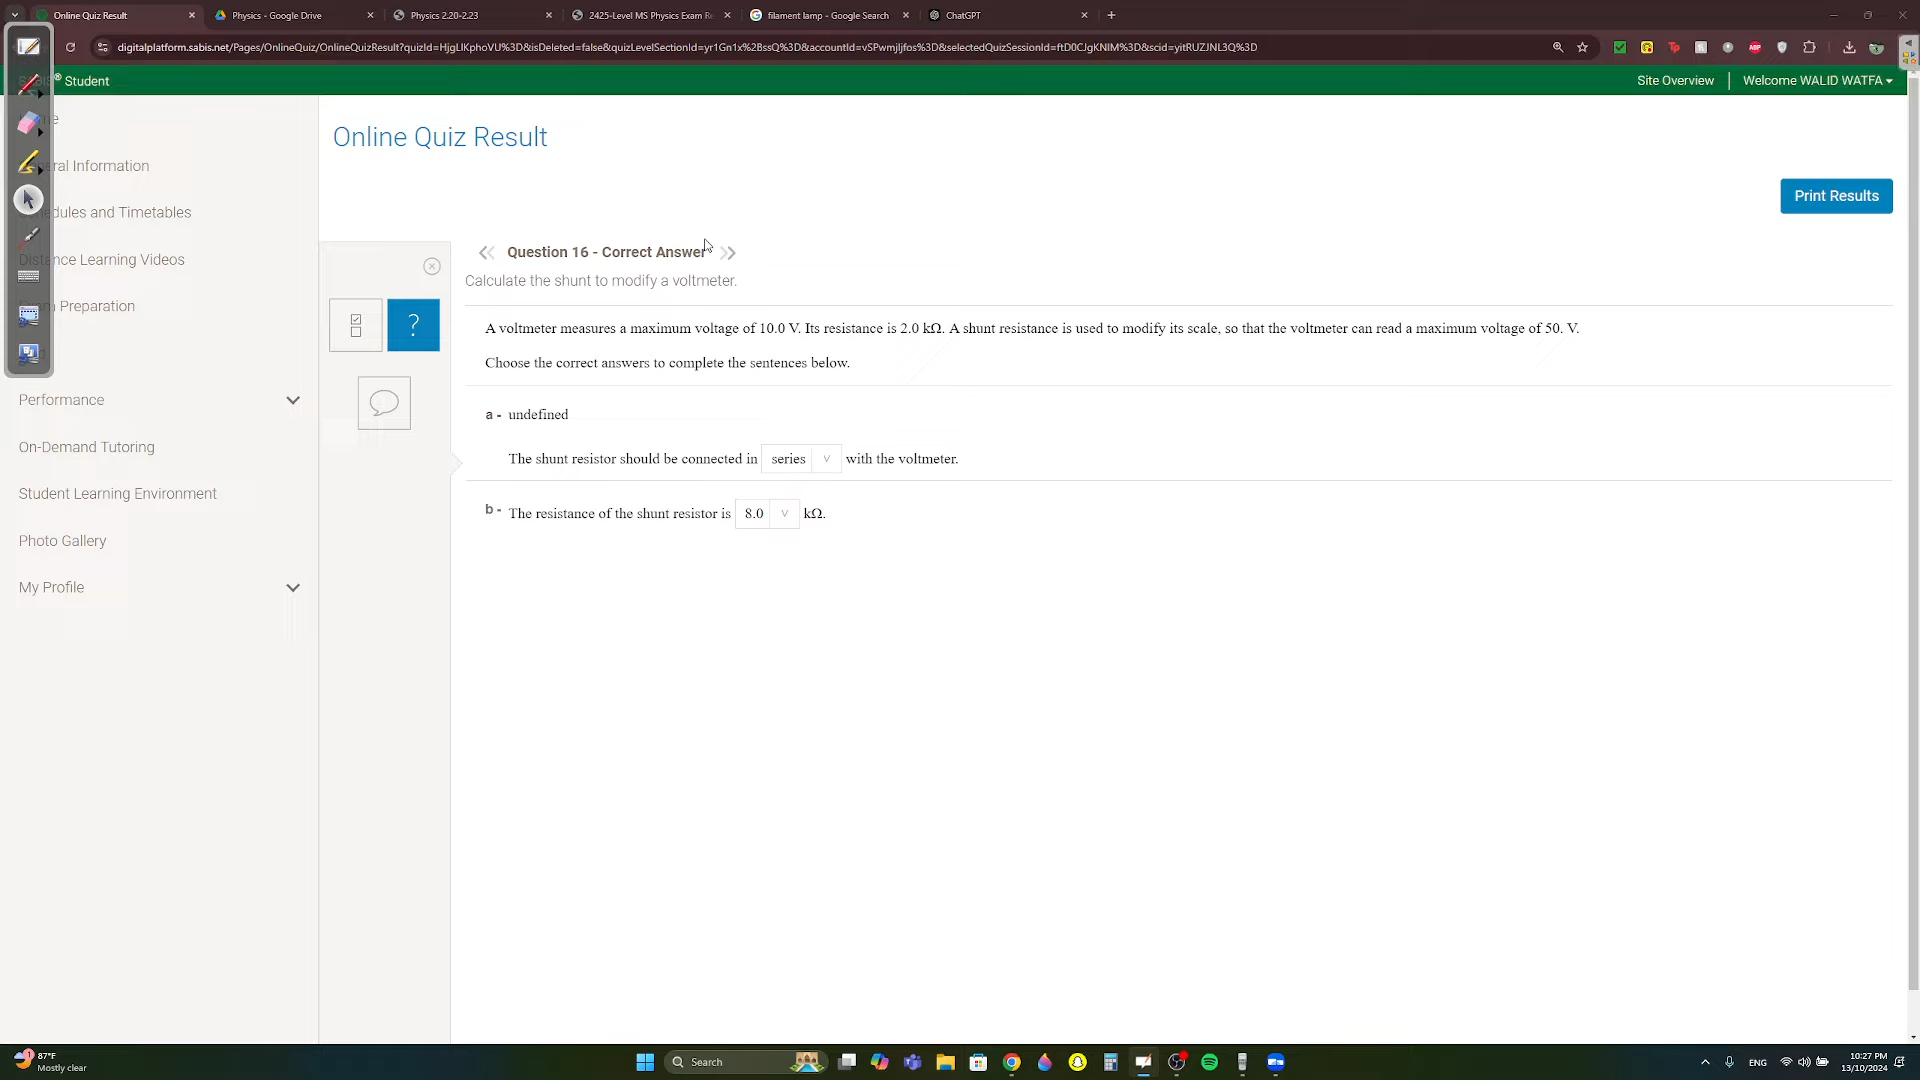 Online Quiz Result
Physics - Google Drive
Physics 2.20-2.23
2425-Level MS Physics Exam Re
filament lamp - Google Search
ChatGPT
digitalplatform.sabis.net/Pages/OnlineQuiz/OnlineQuizResult?quizId=HjgLlKphoVU%3D&isDeleted=false&quizLevelSectionId=yr1Gn1x%2BssQ%3D&accountId=vSPwmjljfos%3D&selectedQuizSessionId=ftD0CJgKNIM%3D&scid=yitRUZJNL3Q%3D
® Student
Site Overview
Welcome WALID WATFA
eral Information
edules and Timetables
Distance Learning Videos
Preparation
Performance
On-Demand Tutoring
Student Learning Environment
Photo Gallery
My Profile
Online Quiz Result
Print Results
Question 16 - Correct Answer
Calculate the shunt to modify a voltmeter.
A voltmeter measures a maximum voltage of 10.0 V. Its resistance is 2.0 kΩ. A shunt resistance is used to modify its scale, so that the voltmeter can read a maximum voltage of 50. V.
Choose the correct answers to complete the sentences below.
a - undefined
The shunt resistor should be connected in series with the voltmeter.
b - The resistance of the shunt resistor is 8.0 kΩ.
?
87°F
Mostly clear
Search
ENG
10:27 PM
13/10/2024